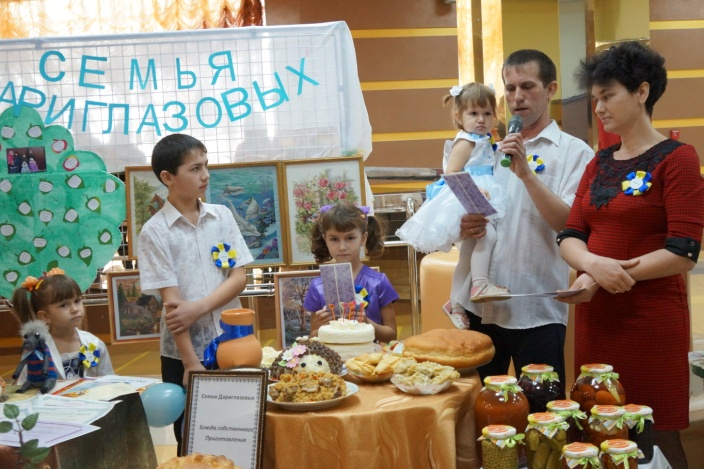 СЕМЬЯ
ДАРИГЛАЗОВЫХ
Семья Дариглазовых
Блюда собственного
Приготовления